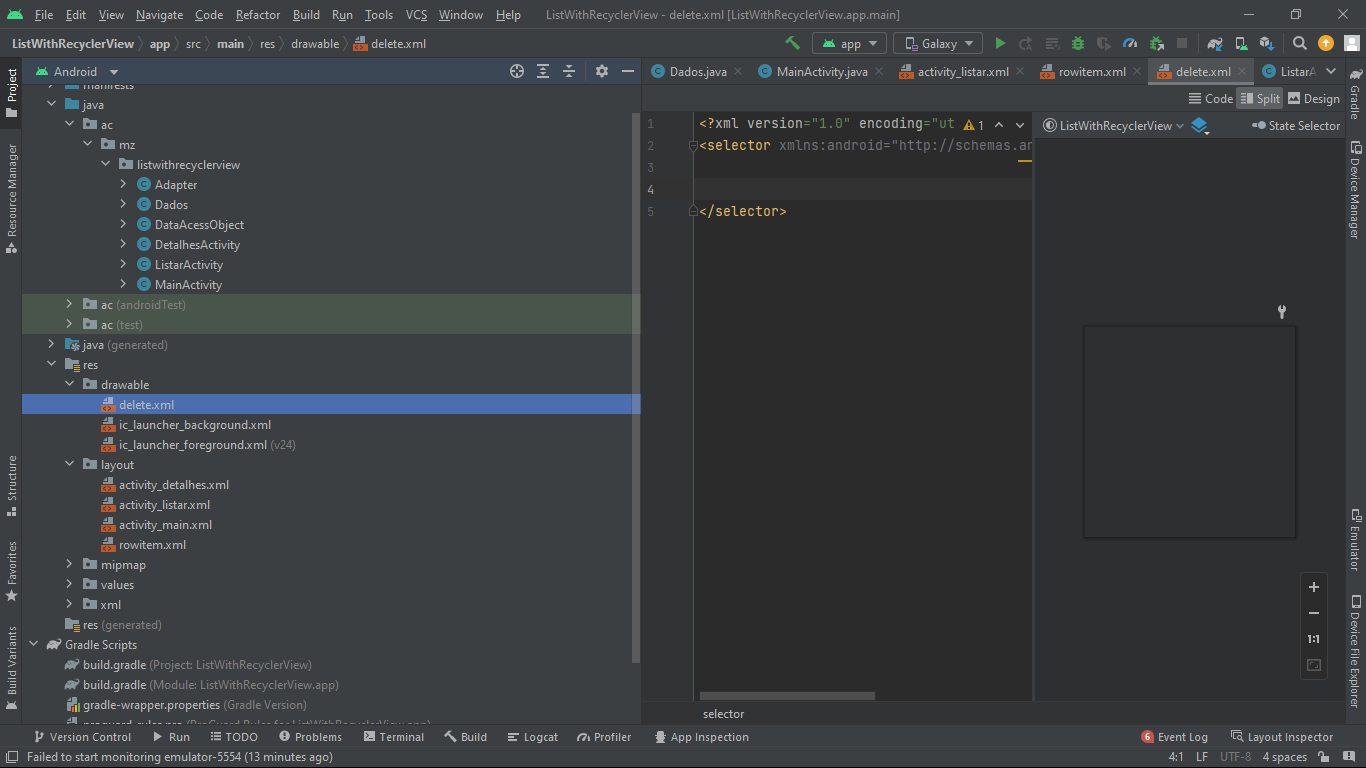 File Edit View Navigate Code Refactor Build Run Tools VCS Window Help ListWithRecyclerView - delete.xml [ListWithRecyclerView.app.main]
ListWithRecyclerView app src main res drawable delete.xml app Galaxy
Project
Resource Manager
Structure
Favorites
Build Variants
Android
manifests
java
ac
mz
listwithrecyclerview
Adapter
Dados
DataAcessObject
DetalhesActivity
ListarActivity
MainActivity
ac (androidTest)
ac (test)
java (generated)
res
drawable
delete.xml
ic_launcher_background.xml
ic_launcher_foreground.xml (v24)
layout
activity_detalhes.xml
activity_listar.xml
activity_main.xml
rowitem.xml
mipmap
values
xml
res (generated)
Gradle Scripts
build.gradle (Project: ListWithRecyclerView)
build.gradle (Module: ListWithRecyclerView.app)
gradle-wrapper.properties (Gradle Version)
proguard-rules.pro (ProGuard Rules for ListWithRecyclerView.app)
Dados.java MainActivity.java activity_listar.xml rowitem.xml delete.xml ListarA
Code Split Design
1 <?xml version="1.0" encoding="ut 1
2 <selector xmlns:android="http://schemas.an
3
4
5 </selector>
selector
ListWithRecyclerView State Selector
1:1
Gradle
Device Manager
Emulator
Device File Explorer
Version Control Run TODO Problems Terminal Build Logcat Profiler App Inspection 6 Event Log Layout Inspector
Failed to start monitoring emulator-5554 (13 minutes ago) 4:1 LF UTF-8 4 spaces